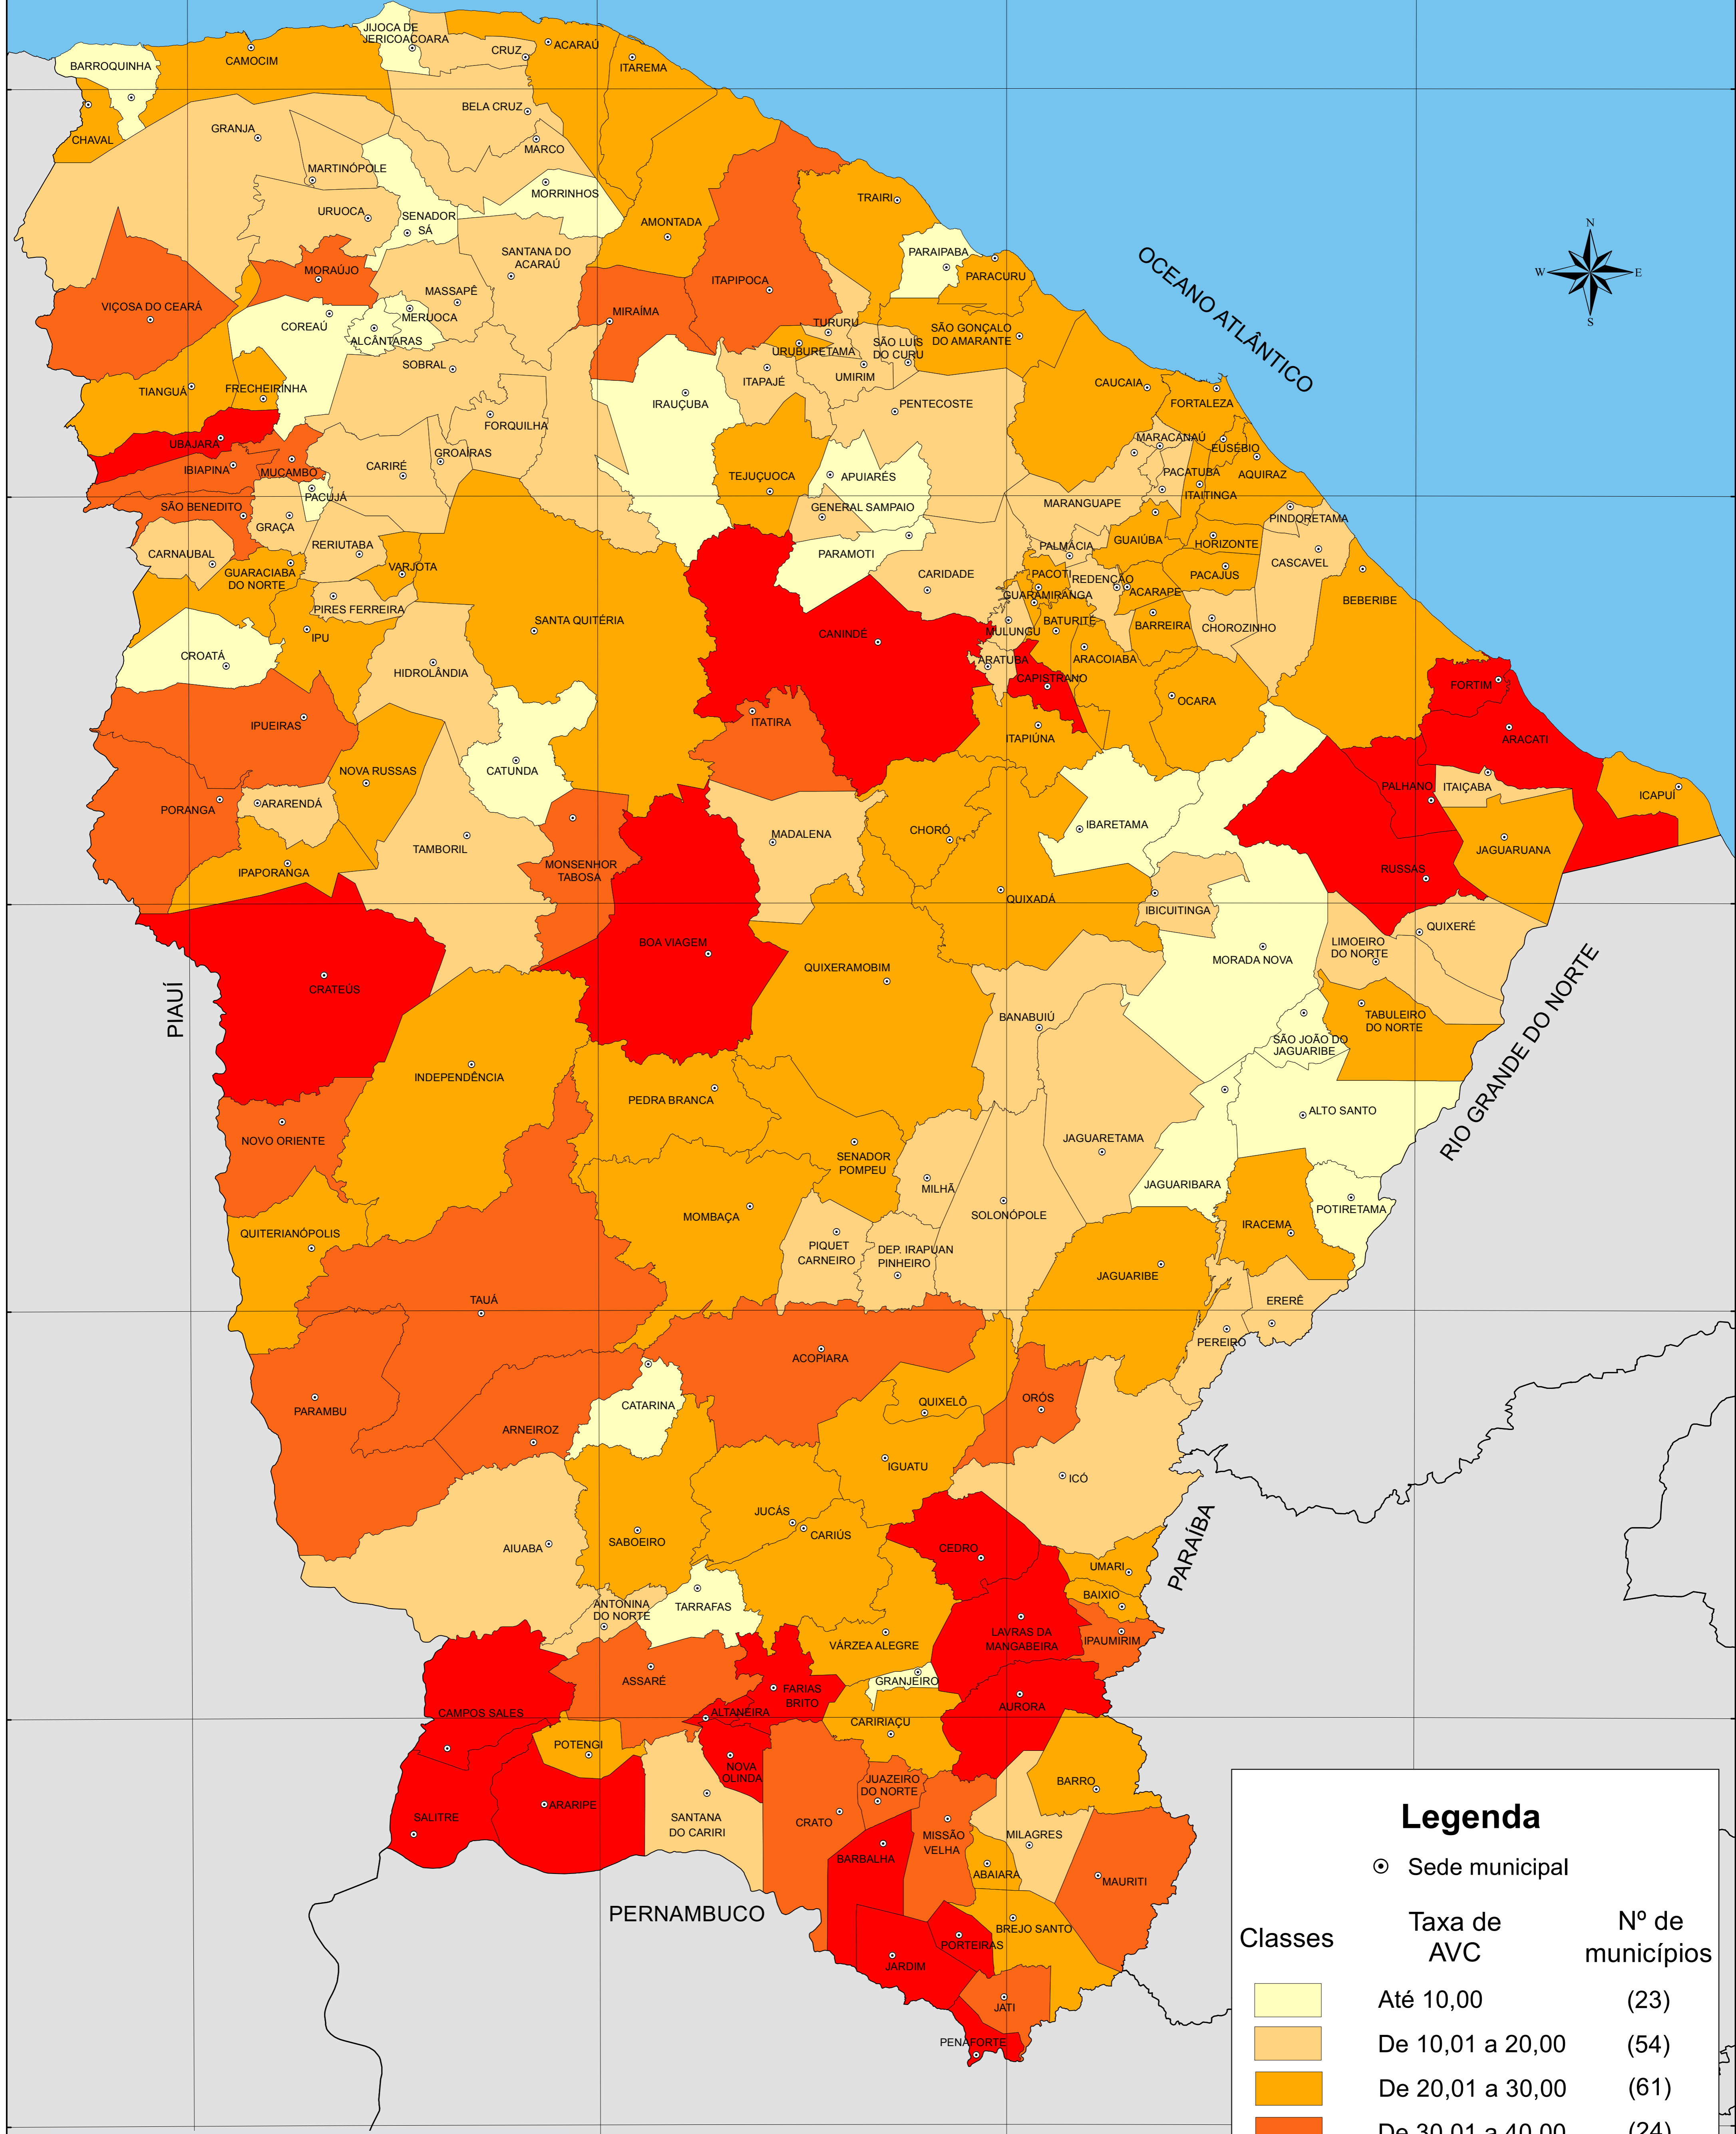 JIJOCA DE
JERICOACOARA
CRUZ
ACARAÚ
BARROQUINHA
CAMOCIM
ITAREMA
BELA CRUZ
CHAVAL
GRANJA
MARCO
MARTINÓPOLE
MORRINHOS
TRAIRI
URUOCA
SENADOR
SÁ
AMONTADA
N
W
E
S
SANTANA DO
ACARAÚ
PARAIPABA
OCEANO ATLÂNTICO
MORAÚJO
PARACURU
ITAPIPOCA
MASSAPÊ
VIÇOSA DO CEARÁ
MIRAÍMA
MERUOCA
COREAÚ
TURURU
SÃO GONÇALO
DO AMARANTE
ALCÂNTARAS
URUBURETAMA
SÃO LUÍS
DO CURU
SOBRAL
UMIRIM
ITAPAJÉ
CAUCAIA
TIANGUÁ
FRECHEIRINHA
IRAUÇUBA
PENTECOSTE
FORTALEZA
FORQUILHA
UBAJARA
MARACANAÚ
EUSÉBIO
GROAÍRAS
IBIAPINA
MUCAMBO
CARIRÉ
TEJUÇUOCA
APUIARÉS
PACATUBA
AQUIRAZ
PACUJÁ
ITAITINGA
SÃO BENEDITO
GENERAL SAMPAIO
MARANGUAPE
GRAÇA
PINDORETAMA
GUAIÚBA
HORIZONTE
RERIUTABA
PALMÁCIA
CARNAUBAL
PARAMOTI
CASCAVEL
VARJOTA
GUARACIABA
DO NORTE
CARIDADE
PACOTI
REDENÇÃO
PACAJUS
ACARAPE
GUARAMIRANGA
BEBERIBE
PIRES FERREIRA
SANTA QUITÉRIA
BATURITÉ
BARREIRA
CHOROZINHO
CANINDÉ
MULUNGU
IPU
CROATÁ
ARATUBA
ARACOIABA
HIDROLÂNDIA
CAPISTRANO
FORTIM
OCARA
IPUEIRAS
ITATIRA
ITAPIÚNA
ARACATI
NOVA RUSSAS
CATUNDA
PALHANO
ITAIÇABA
ICAPUÍ
PORANGA
ARARENDÁ
IBARETAMA
CHORÓ
MADALENA
TAMBORIL
JAGUARUANA
MONSENHOR
TABOSA
IPAPORANGA
RUSSAS
QUIXADÁ
IBICUITINGA
QUIXERÉ
BOA VIAGEM
LIMOEIRO
DO NORTE
MORADA NOVA
QUIXERAMOBIM
CRATEÚS
PIAUÍ
BANABUIÚ
TABULEIRO
DO NORTE
SÃO JOÃO DO
JAGUARIBE
RIO GRANDE DO NORTE
INDEPENDÊNCIA
PEDRA BRANCA
ALTO SANTO
NOVO ORIENTE
JAGUARETAMA
SENADOR
POMPEU
JAGUARIBARA
MILHÃ
POTIRETAMA
MOMBAÇA
SOLONÓPOLE
IRACEMA
QUITERIANÓPOLIS
PIQUET
CARNEIRO
DEP. IRAPUAN
PINHEIRO
JAGUARIBE
TAUÁ
ERERÊ
PEREIRO
ACOPIARA
ORÓS
QUIXELÔ
CATARINA
PARAMBU
ARNEIROZ
IGUATU
ICÓ
JUCÁS
CARIÚS
SABOEIRO
AIUABA
CEDRO
PARAÍBA
UMARI
BAIXIO
ANTONINA
DO NORTE
TARRAFAS
LAVRAS DA
MANGABEIRA
IPAUMIRIM
VÁRZEA ALEGRE
ASSARÉ
GRANJEIRO
FARIAS
BRITO
AURORA
CAMPOS SALES
ALTANEIRA
CARIRIAÇU
POTENGI
NOVA
OLINDA
JUAZEIRO
DO NORTE
BARRO
ARARIPE
SALITRE
SANTANA
DO CARIRI
CRATO
MISSÃO
VELHA
MILAGRES
BARBALHA
ABAIARA
MAURITI
PERNAMBUCO
BREJO SANTO
PORTEIRAS
JARDIM
JATI
PENAFORTE
Legenda
Sede municipal
Classes
Taxa de
AVC
Nº de
municípios
Até 10,00 (23)
De 10,01 a 20,00 (54)
De 20,01 a 30,00 (61)
De 30,01 a 40,00 (24)